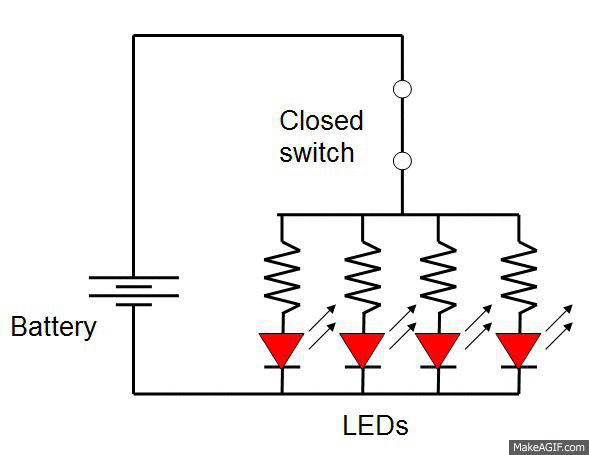 Closed
switch
Battery
LEDs
MakeAGIF.com